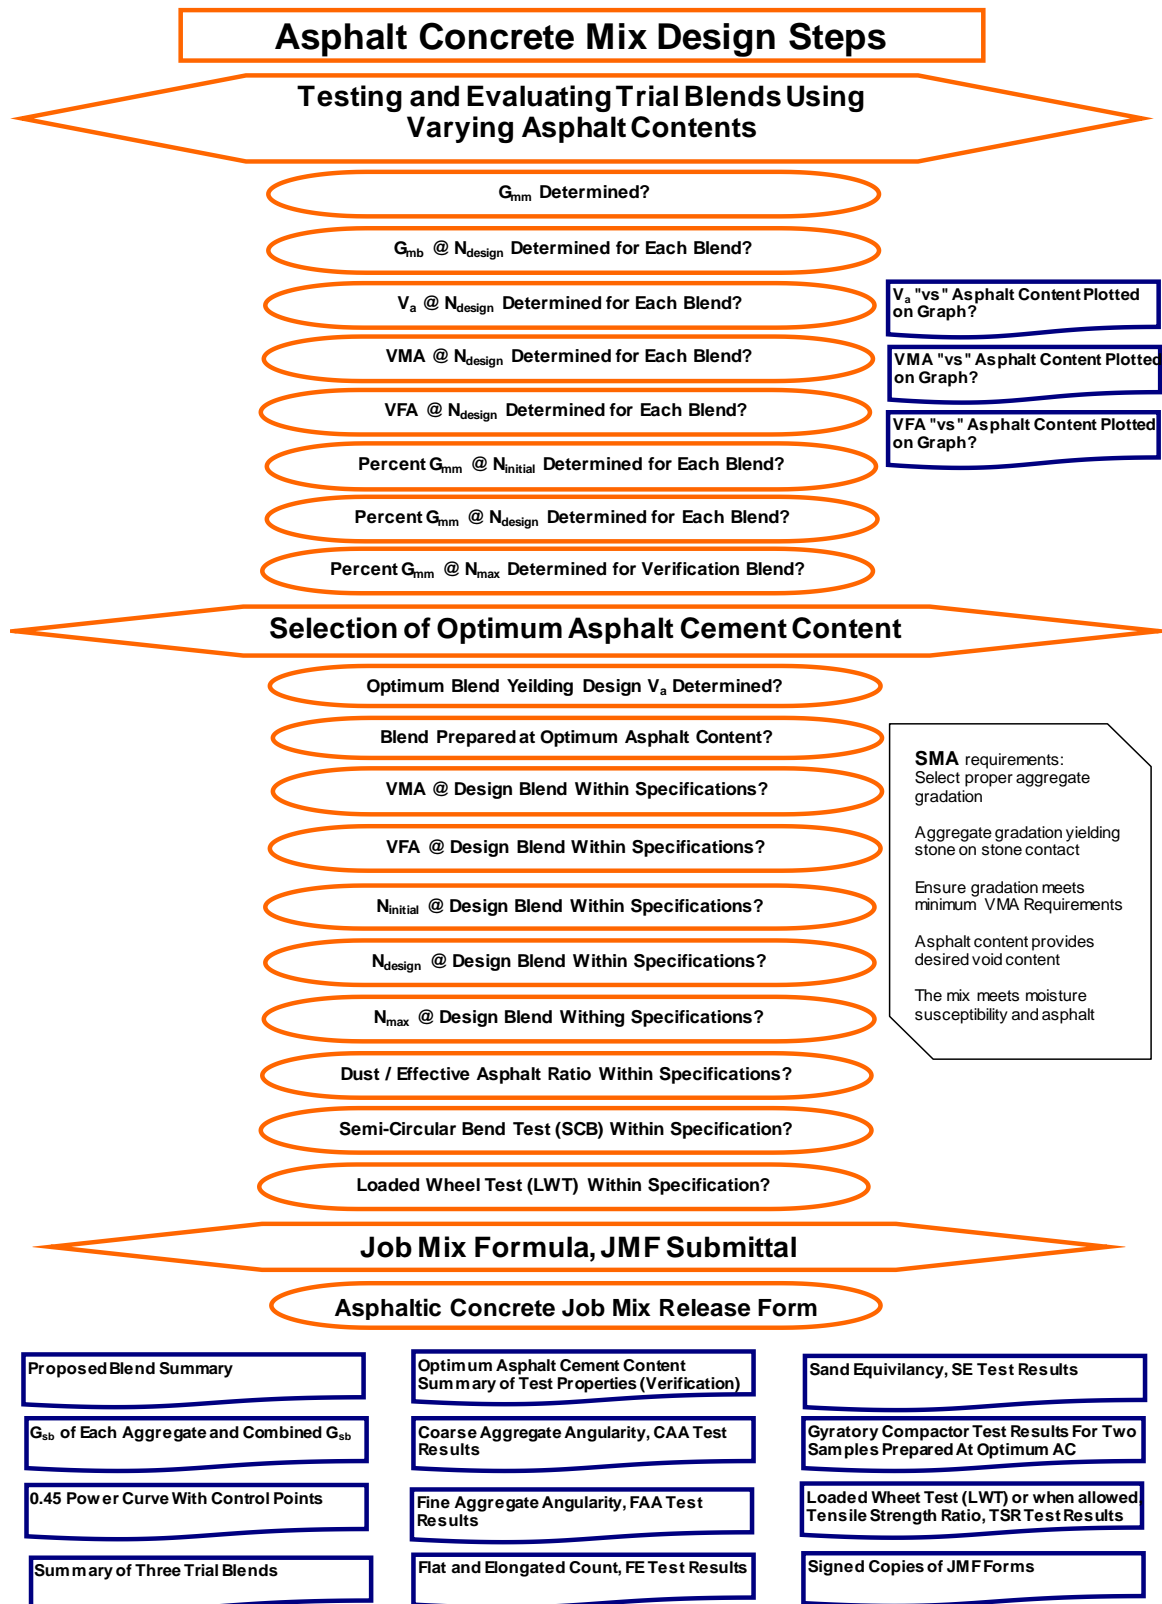 Asphalt Concrete Mix Design Steps
Testing and Evaluating Trial Blends Using
Varying Asphalt Contents
Gmm Determined?
Gmb @ Ndesign Determined for Each Blend?
Va @ Ndesign Determined for Each Blend?
Va "vs" Asphalt Content Plotted
on Graph?
VMA @ Ndesign Determined for Each Blend?
VMA "vs" Asphalt Content Plotted
on Graph?
VFA @ Ndesign Determined for Each Blend?
VFA "vs" Asphalt Content Plotted
on Graph?
Percent Gmm @ Ninitial Determined for Each Blend?
Percent Gmm @ Ndesign Determined for Each Blend?
Percent Gmm @ Nmax Determined for Verification Blend?
Selection of Optimum Asphalt Cement Content
Optimum Blend Yeilding Design Va Determined?
Blend Prepared at Optimum Asphalt Content?
VMA @ Design Blend Within Specifications?
VFA @ Design Blend Within Specifications?
Ninitial @ Design Blend Within Specifications?
Ndesign @ Design Blend Within Specifications?
Nmax @ Design Blend Withing Specifications?
Dust / Effective Asphalt Ratio Within Specifications?
Semi-Circular Bend Test (SCB) Within Specification?
Loaded Wheel Test (LWT) Within Specification?
SMA requirements:
Select proper aggregate
gradation
Aggregate gradation yielding
stone on stone contact
Ensure gradation meets
minimum VMA Requirements
Asphalt content provides
desired void content
The mix meets moisture
susceptibility and asphalt
Job Mix Formula, JMF Submittal
Asphaltic Concrete Job Mix Release Form
Proposed Blend Summary
Gsb of Each Aggregate and Combined Gsb
0.45 Power Curve With Control Points
Summary of Three Trial Blends
Optimum Asphalt Cement Content
Summary of Test Properties (Verification)
Coarse Aggregate Angularity, CAA Test
Results
Fine Aggregate Angularity, FAA Test
Results
Flat and Elongated Count, FE Test Results
Sand Equivilancy, SE Test Results
Gyratory Compactor Test Results For Two
Samples Prepared At Optimum AC
Loaded Wheet Test (LWT) or when allowed,
Tensile Strength Ratio, TSR Test Results
Signed Copies of JMF Forms